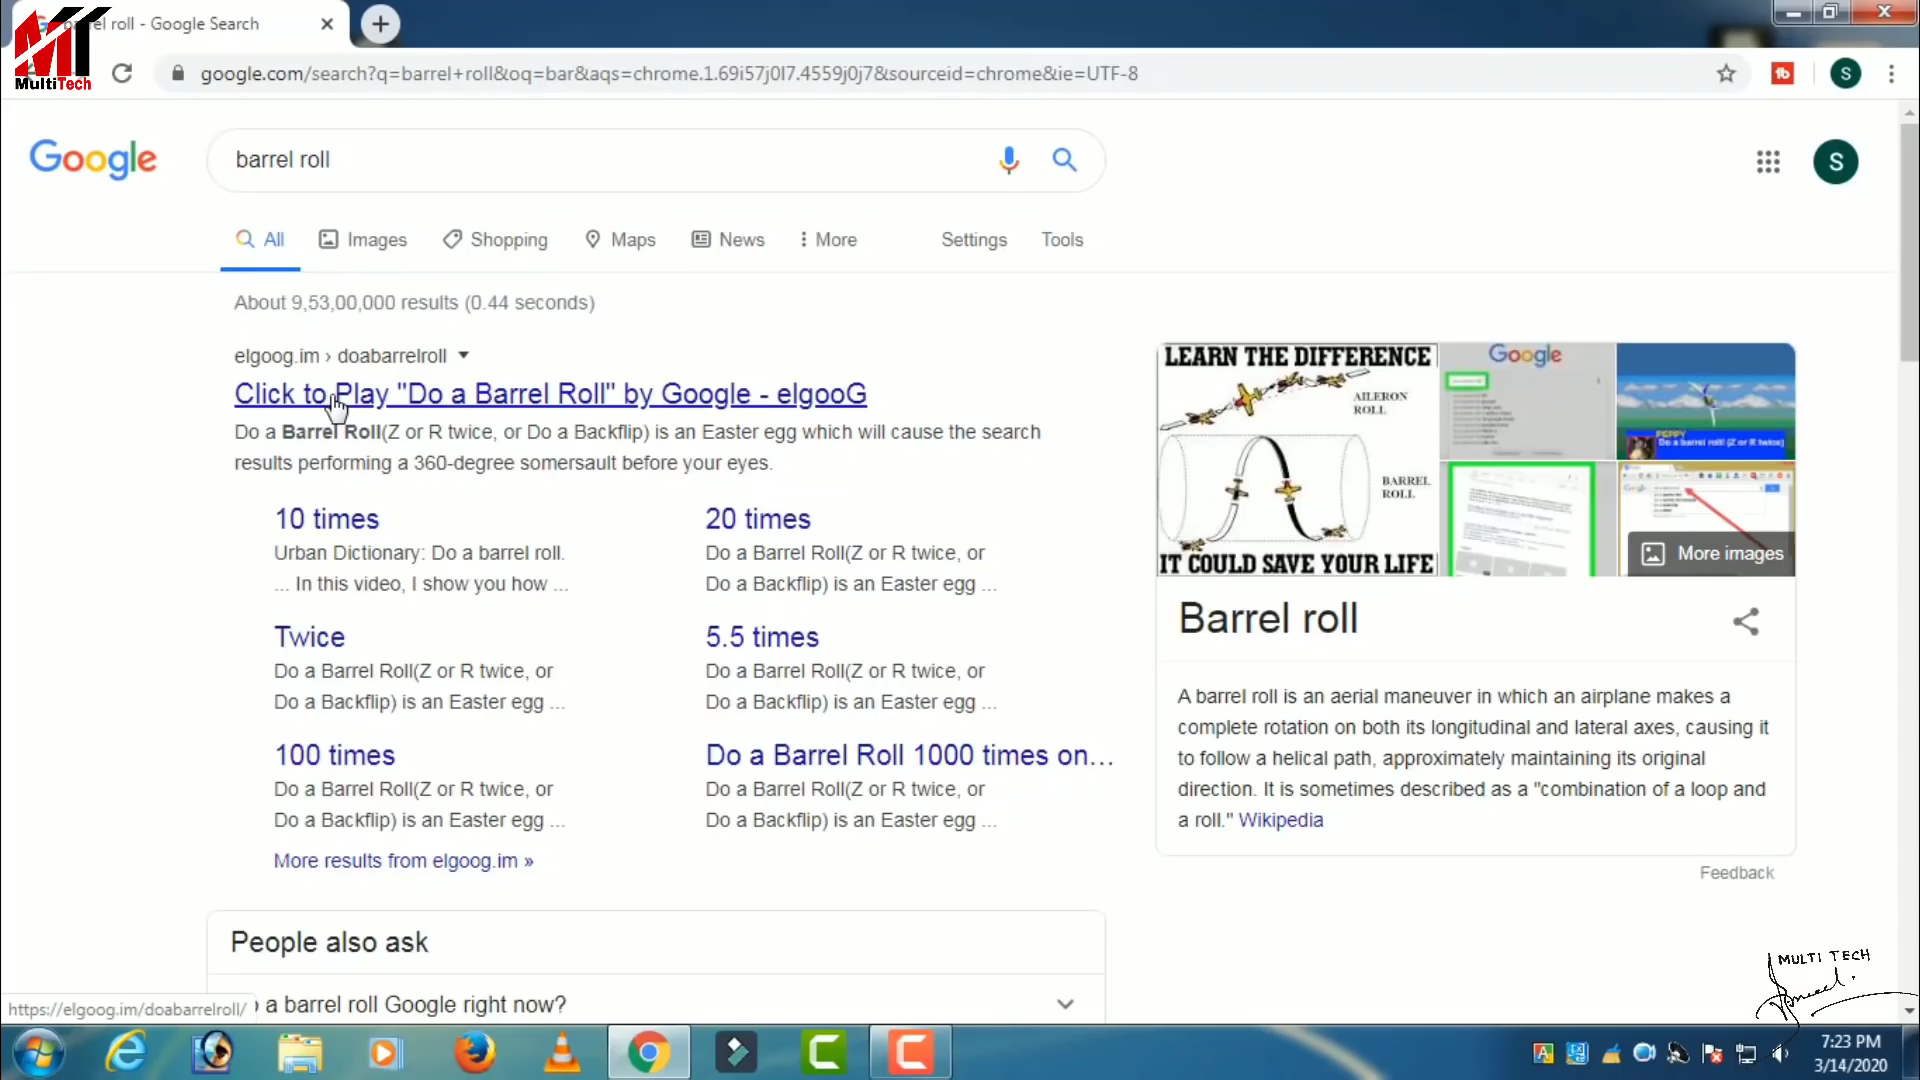 barrel roll - Google Search
MT
MultiTech
google.com/search?q=barrel+roll&oq=bar&aqs=chrome.1.69i57j0l7.4559j0j7&sourceid=chrome&ie=UTF-8
S
Google
barrel roll
S
All Images Shopping Maps News More Settings Tools
About 9,53,00,000 results (0.44 seconds)
elgoog.im › doabarrelroll
Click to Play "Do a Barrel Roll" by Google - elgooG
Do a Barrel Roll(Z or R twice, or Do a Backflip) is an Easter egg which will cause the search
results performing a 360-degree somersault before your eyes.
10 times
Urban Dictionary: Do a barrel roll.
... In this video, I show you how ...
20 times
Do a Barrel Roll(Z or R twice, or
Do a Backflip) is an Easter egg ...
Twice
Do a Barrel Roll(Z or R twice, or
Do a Backflip) is an Easter egg ...
5.5 times
Do a Barrel Roll(Z or R twice, or
Do a Backflip) is an Easter egg ...
100 times
Do a Barrel Roll(Z or R twice, or
Do a Backflip) is an Easter egg ...
Do a Barrel Roll 1000 times on...
Do a Barrel Roll(Z or R twice, or
Do a Backflip) is an Easter egg ...
More results from elgoog.im »
People also ask
a barrel roll Google right now?
https://elgoog.im/doabarrelroll/
LEARN THE DIFFERENCE
AILERON
ROLL
BARREL
ROLL
IT COULD SAVE YOUR LIFE
Google
PEPPY
Do a barrel roll! (Z or R twice)
More images
Barrel roll
A barrel roll is an aerial maneuver in which an airplane makes a
complete rotation on both its longitudinal and lateral axes, causing it
to follow a helical path, approximately maintaining its original
direction. It is sometimes described as a "combination of a loop and
a roll." Wikipedia
Feedback
MULTI TECH
7:23 PM
3/14/2020